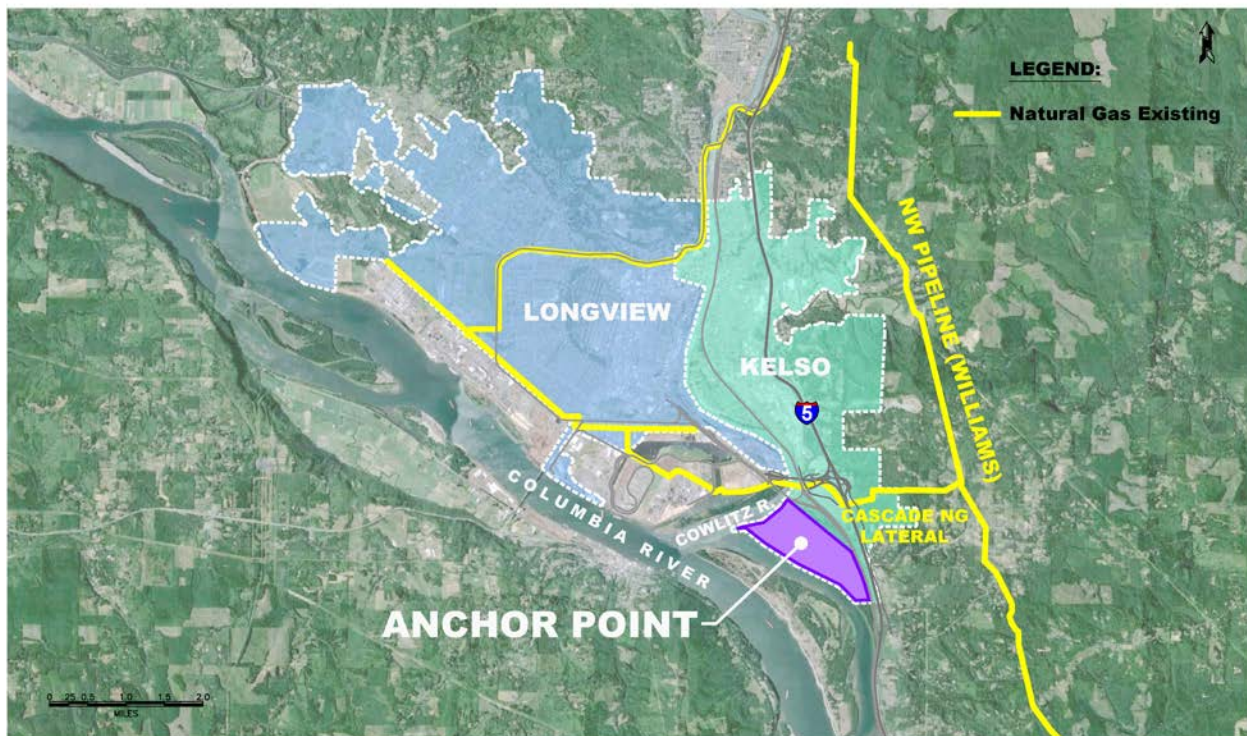 LEGEND:
Natural Gas Existing
NW PIPELINE (WILLIAMS)
LONGVIEW
KELSO
5
COLUMBIA RIVER
COWLITZ R.
CASCADE NG
LATERAL
ANCHOR POINT
0 .25 0.5 1.0 1.5 2.0
MILES